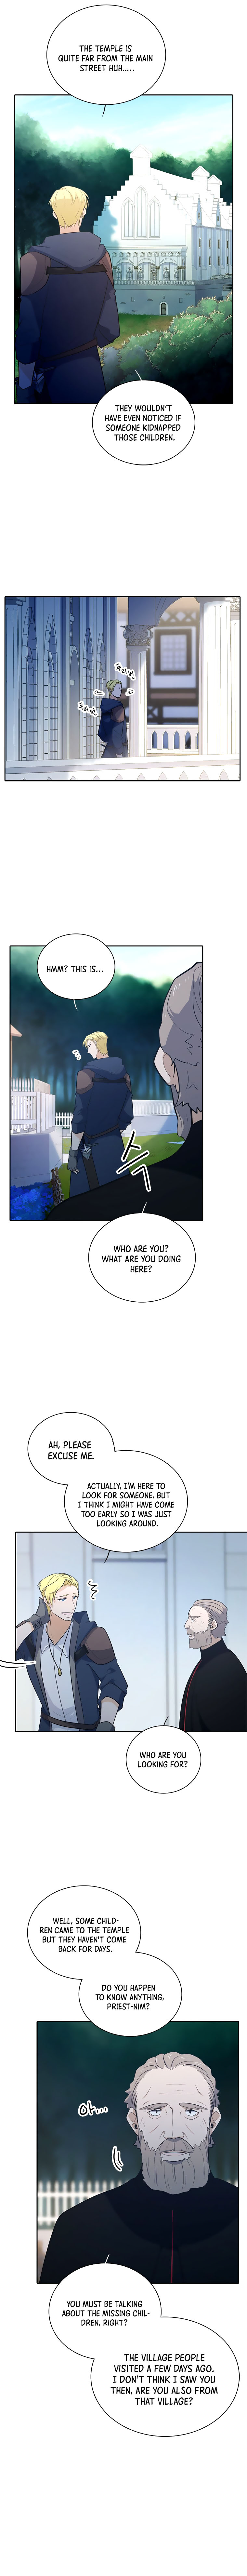 THE TEMPLE IS
QUITE FAR FROM THE MAIN
STREET HUH.....
THEY WOULDN'T
HAVE EVEN NOTICED IF
SOMEONE KIDNAPPED
THOSE CHILDREN.
HMM? THIS IS...
WHO ARE YOU?
WHAT ARE YOU DOING
HERE?
AH, PLEASE
EXCUSE ME.
ACTUALLY, I'M HERE TO
LOOK FOR SOMEONE, BUT
I THINK I MIGHT HAVE COME
TOO EARLY SO I WAS JUST
LOOKING AROUND.
WHO ARE YOU
LOOKING FOR?
WELL, SOME CHILD-
REN CAME TO THE TEMPLE
BUT THEY HAVEN'T COME
BACK FOR DAYS.
DO YOU HAPPEN
TO KNOW ANYTHING,
PRIEST-NIM?
아...
YOU MUST BE TALKING
ABOUT THE MISSING CHIL-
DREN, RIGHT?
THE VILLAGE PEOPLE
VISITED A FEW DAYS AGO.
I DON'T THINK I SAW YOU
THEN, ARE YOU ALSO FROM
THAT VILLAGE?